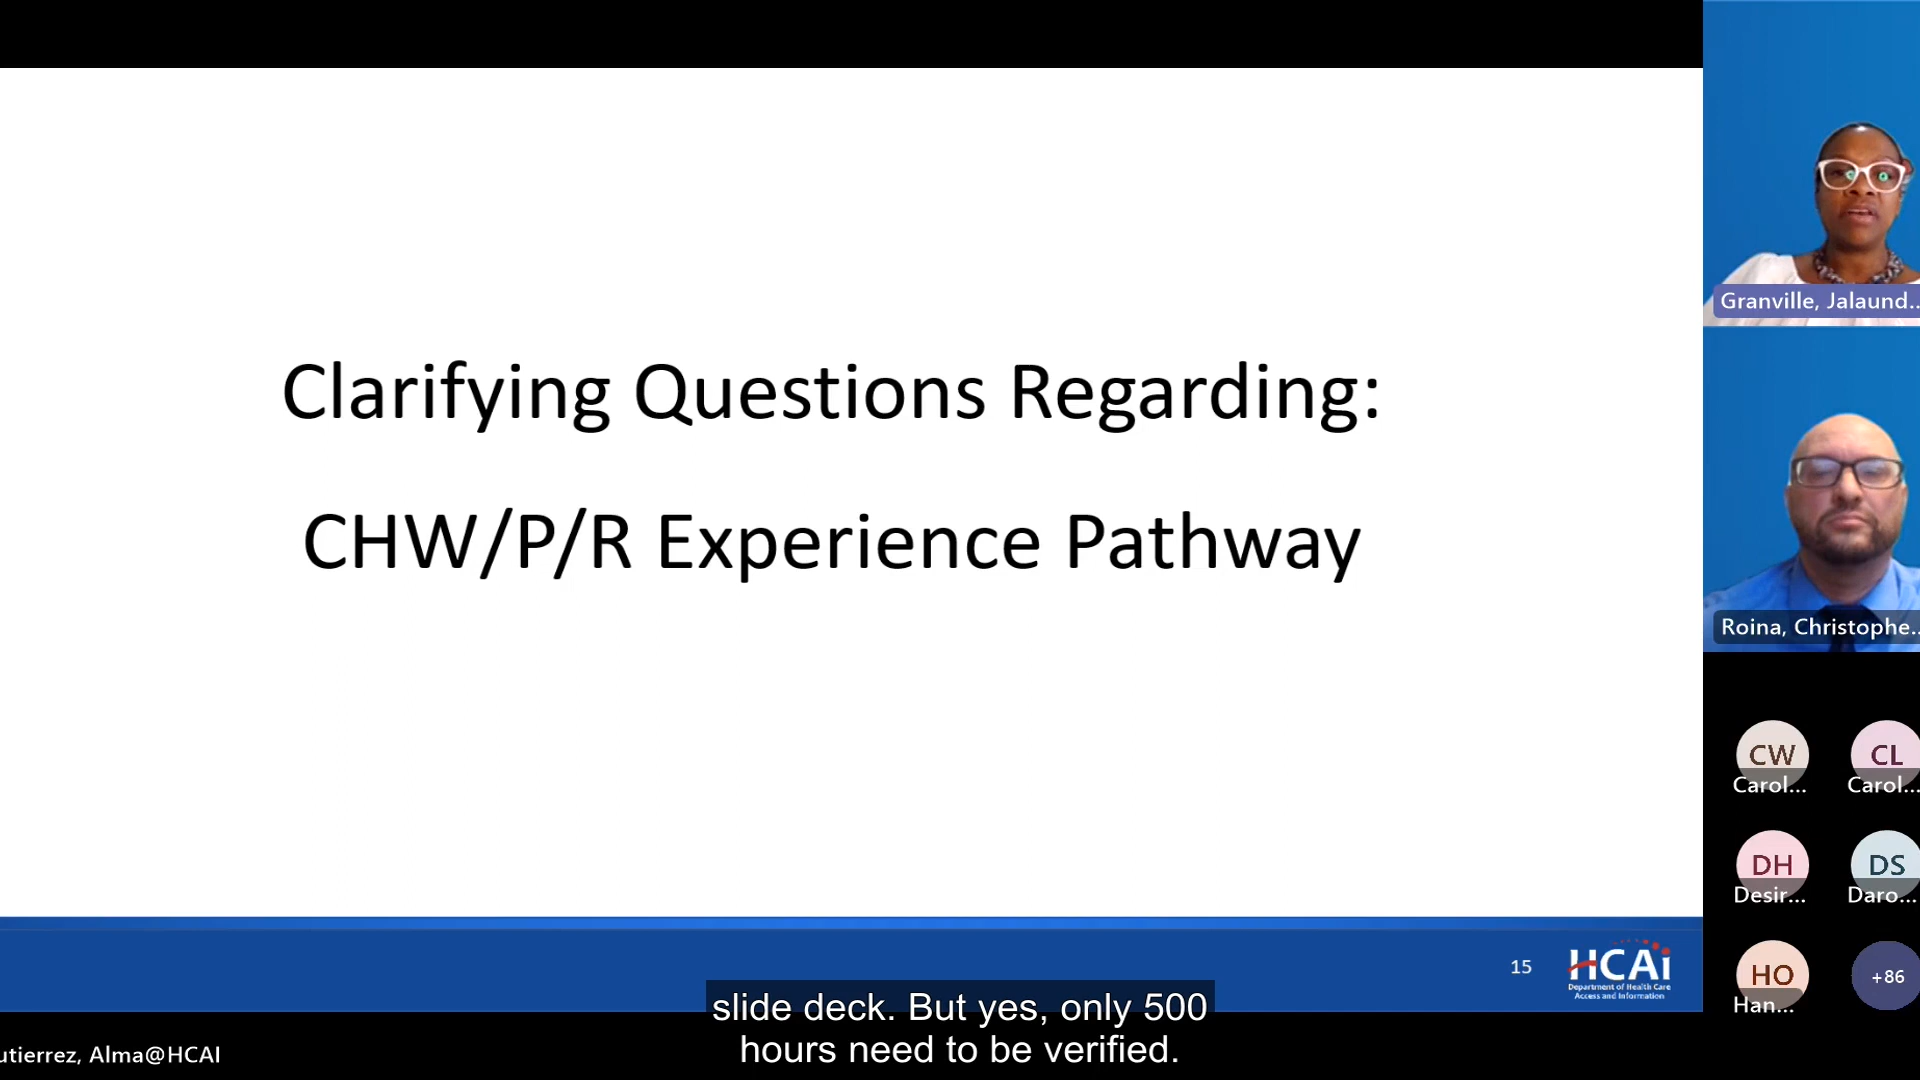 Clarifying Questions Regarding:
CHW/P/R Experience Pathway
15
HCAi
Department of Health Care
Access and Information
slide deck. But yes, only 500
hours need to be verified.
utierrez, Alma@HCAI
Granville, Jalaund...
Roina, Christophe...
CW
Carol...
CL
Carol...
DH
Desir...
DS
Daro...
HO
Han...
+86